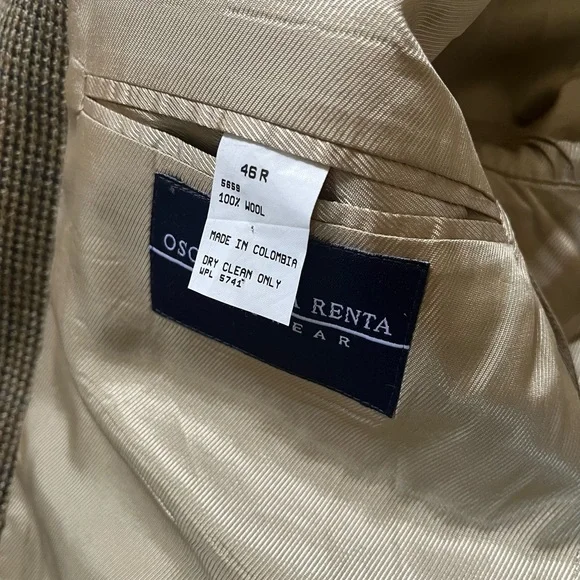 46R
5659
100% WOOL
MADE IN COLOMBIA
DRY CLEAN ONLY
WPL 5741
OSC A RENTA
EAR